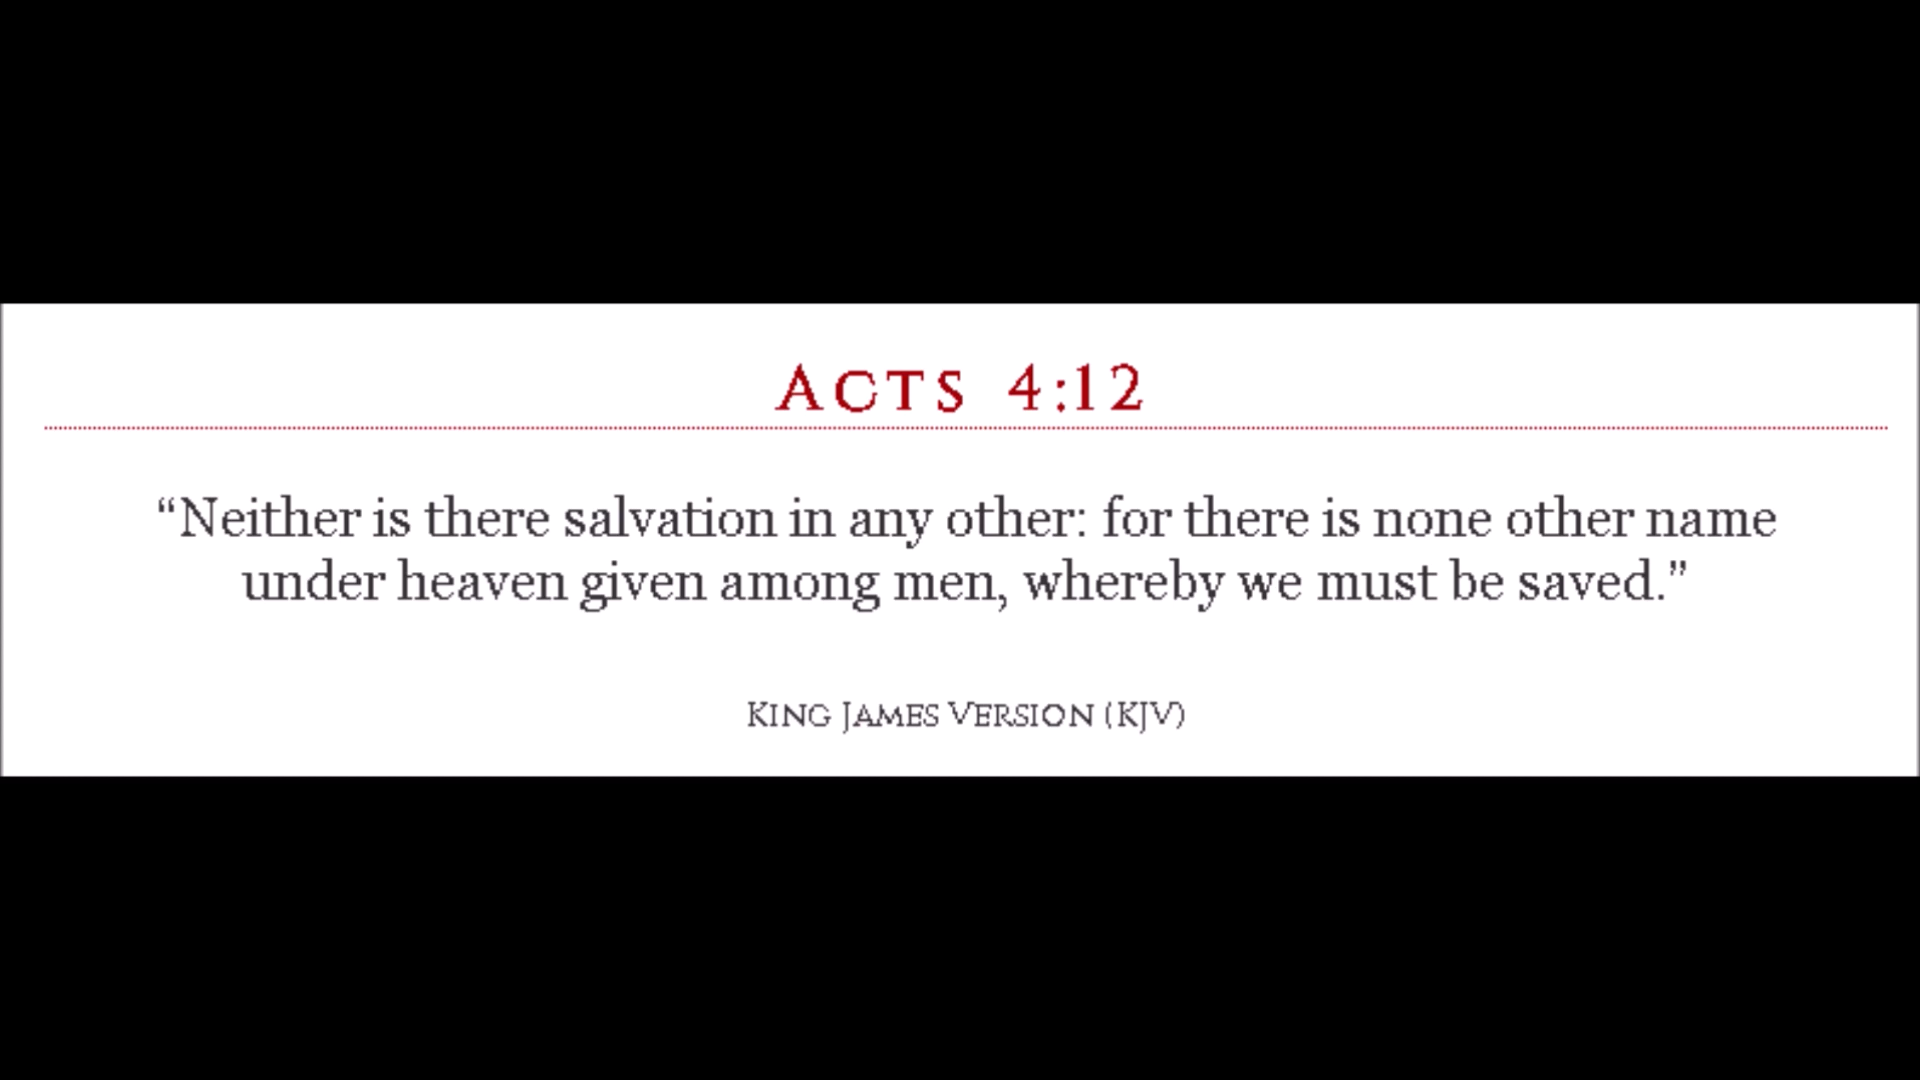 Acts 4:12
“Neither is there salvation in any other: for there is none other name
under heaven given among men, whereby we must be saved.”
King James Version (KJV)